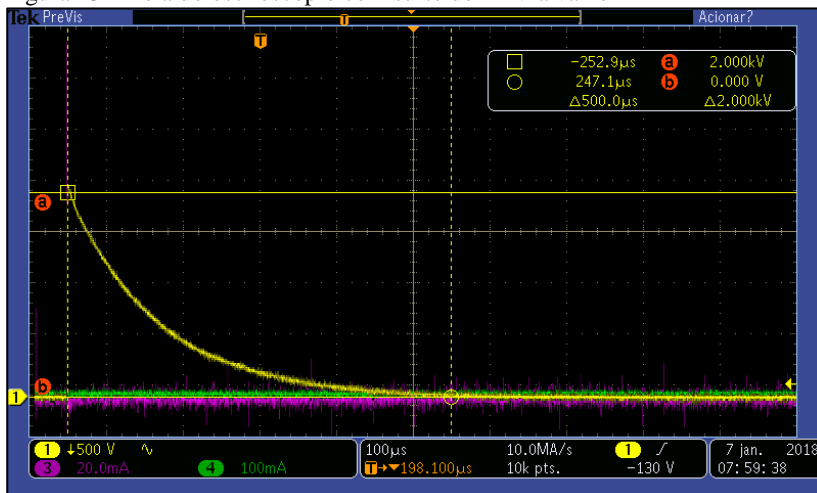 Tek PreVis
Acionar?
T
T
-252.9µs a 2.000kV
247.1µs b 0.000 V
Δ500.0µs Δ2.000kV
a
b
1
1 ↓500 V ∿ 100µs 10.0MA/s 1 ∫ 7 jan. 2018
3 20.0mA 4 100mA T→▼198.100µs 10k pts. -130 V 07:59:38